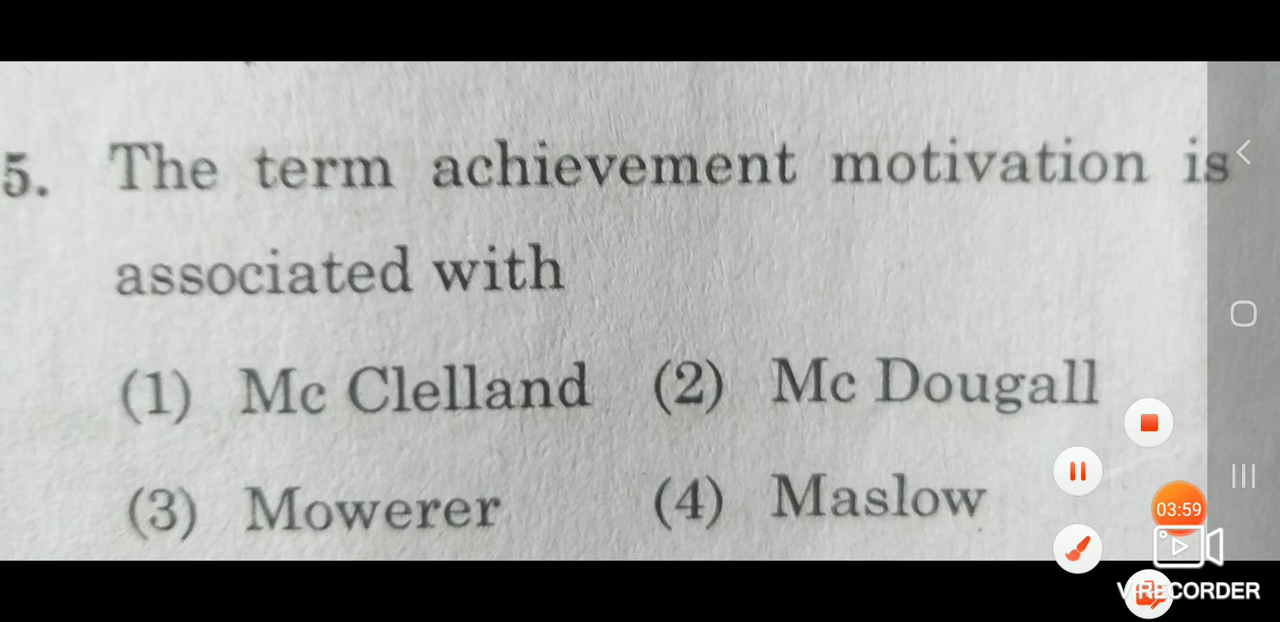 5. The term achievement motivation is
associated with
(1) Mc Clelland (2) Mc Dougall
(3) Mowerer (4) Maslow
03:59
V RECORDER